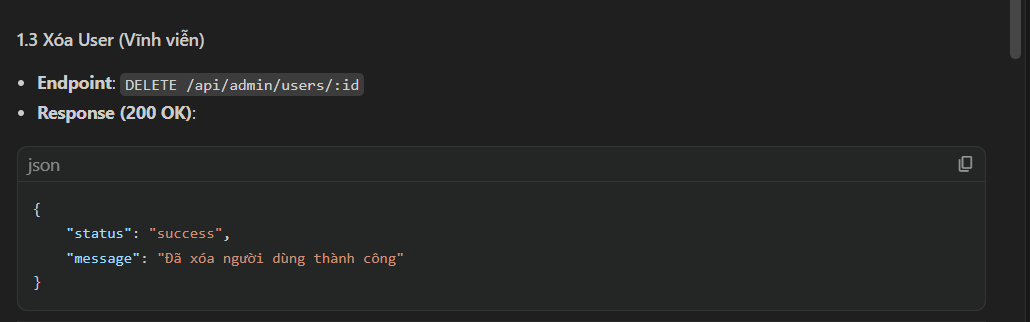 1.3 Xóa User (Vĩnh viễn)
Endpoint: DELETE /api/admin/users/:id
Response (200 OK):
json
{
    "status": "success",
    "message": "Đã xóa người dùng thành công"
}